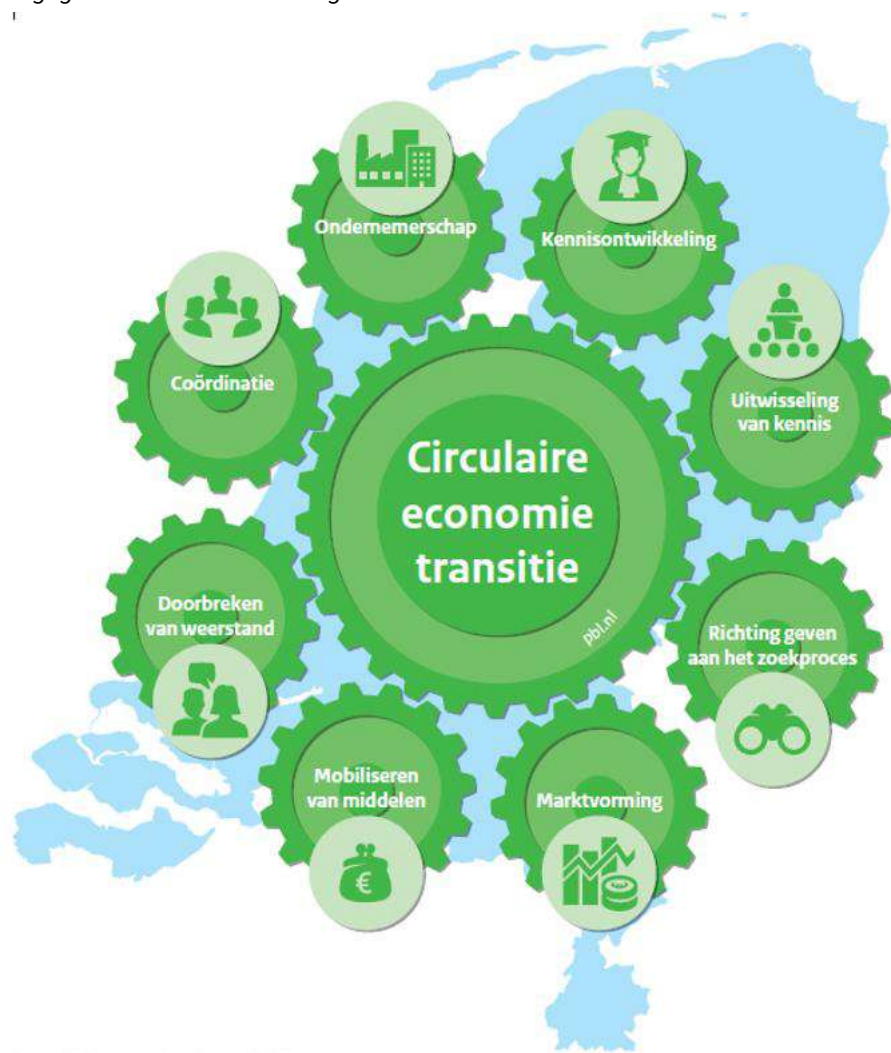 Ondernemerschap
Kennisontwikkeling
Coördinatie
Uitwisseling
van kennis
Circulaire
economie
transitie
pbl.nl
Doorbreken
van weerstand
Richting geven
aan het zoekproces
Mobiliseren
van middelen
€
Marktvorming